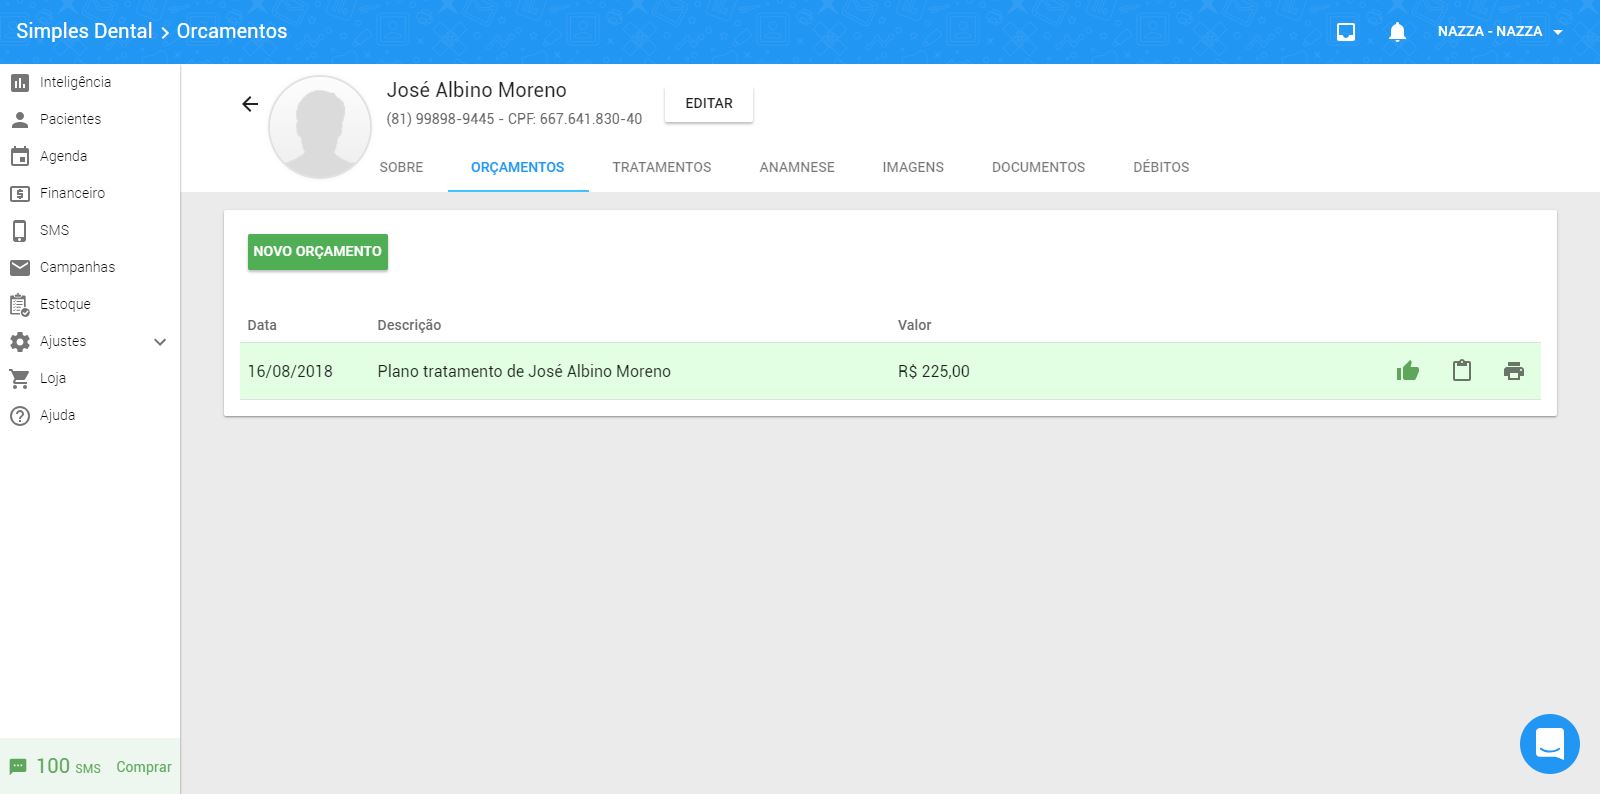 Simples Dental > Orcamentos
NAZZA - NAZZA
Inteligência
Pacientes
Agenda
Financeiro
SMS
Campanhas
Estoque
Ajustes
Loja
Ajuda
100 SMS Comprar
José Albino Moreno
(81) 99898-9445 - CPF: 667.641.830-40
EDITAR
SOBRE ORÇAMENTOS TRATAMENTOS ANAMNESE IMAGENS DOCUMENTOS DÉBITOS
NOVO ORÇAMENTO
Data Descrição Valor
16/08/2018 Plano tratamento de José Albino Moreno R$ 225,00